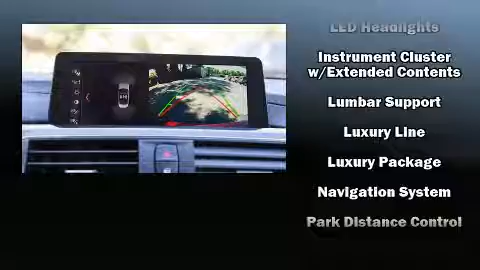 LED Headlights
Instrument Cluster
w/Extended Contents
Lumbar Support
Luxury Line
Luxury Package
Navigation System
Park Distance Control